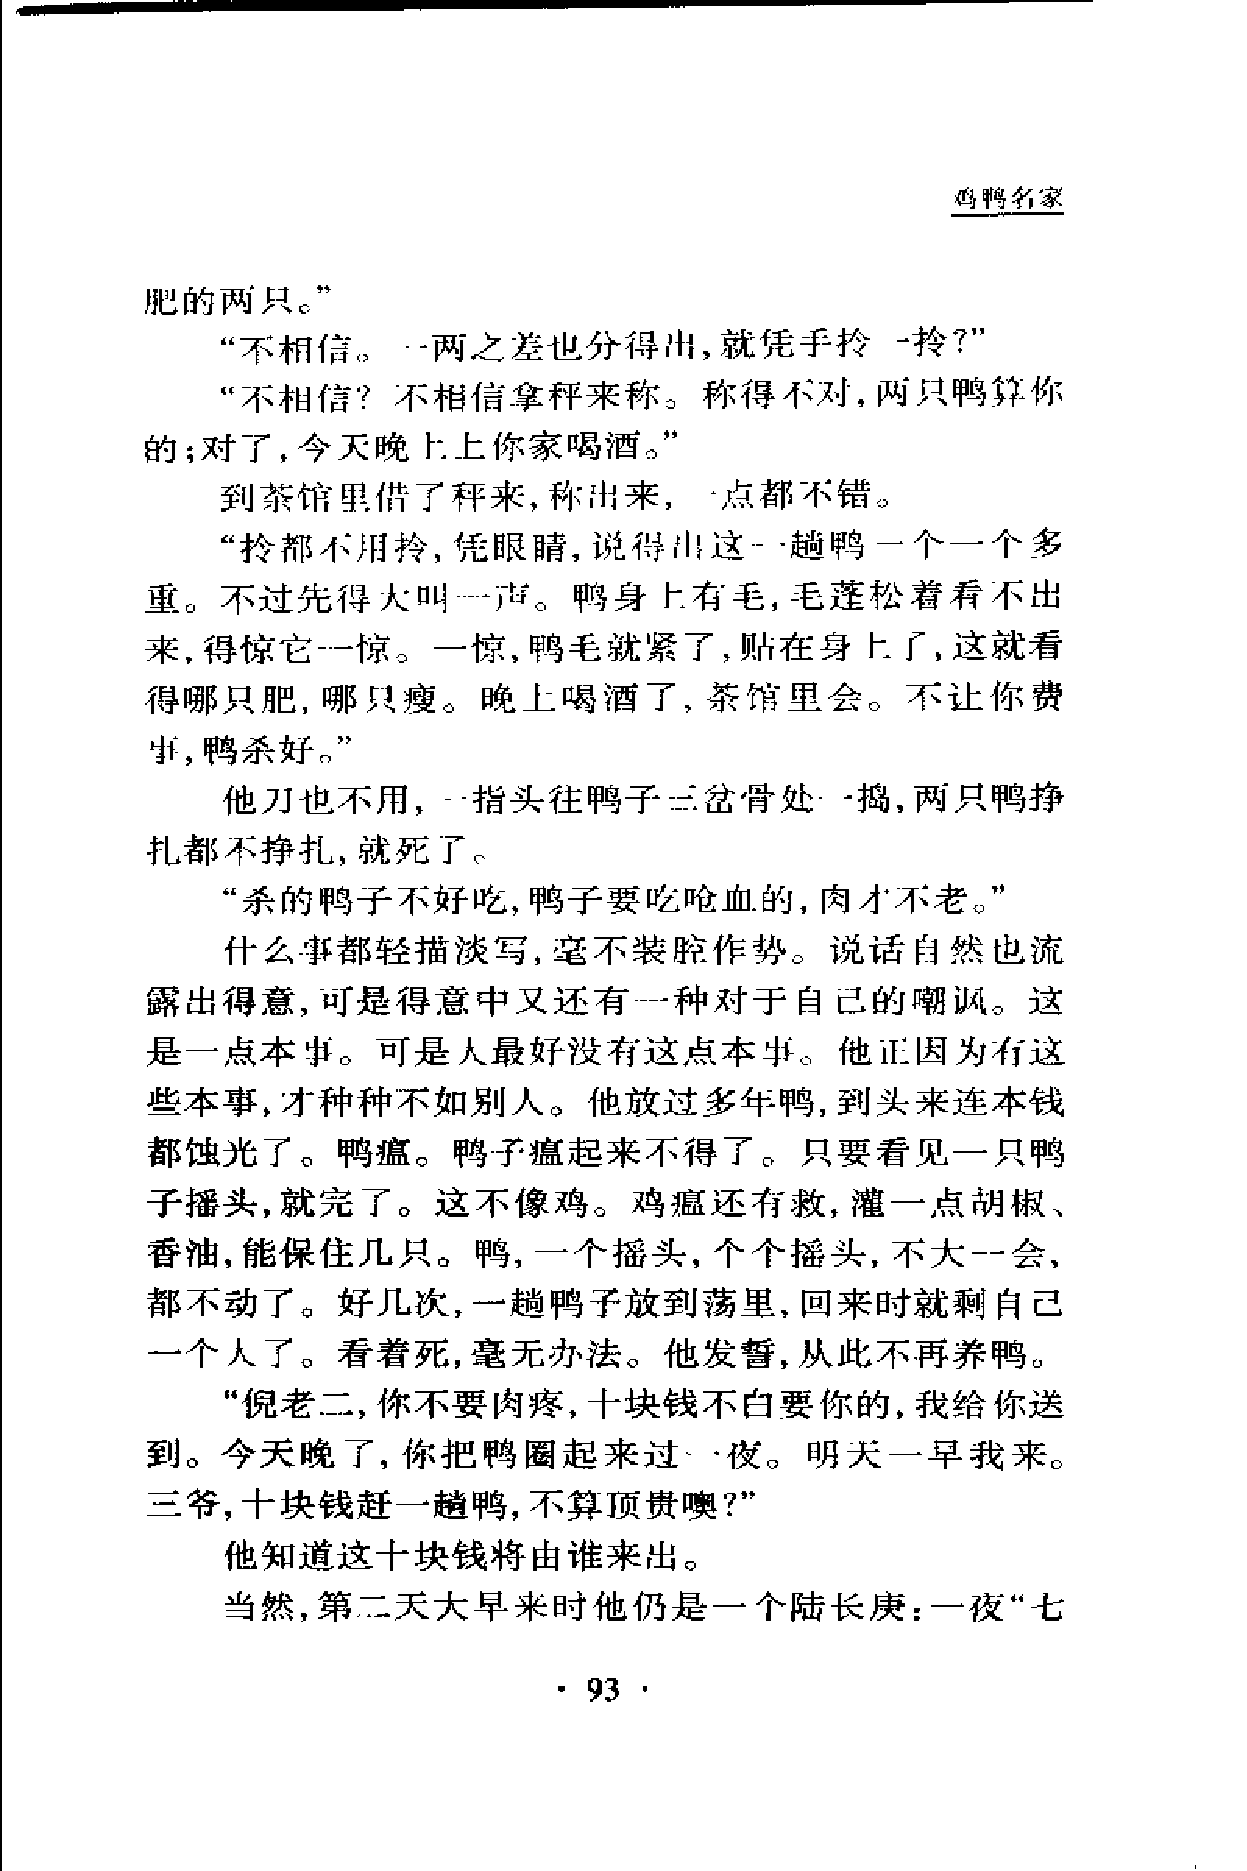 鸡鸭名家
肥的两只。”
“不相信。一两之差也分得出,就凭手拎一拎?”
“不相信?不相信拿秤来称。称得不对,两只鸭算你
的;对了,今天晚上上你家喝酒。”
到茶馆里借了秤来,称出来,一点都不错。
“拎都不用拎,凭眼睛,说得出这一趟鸭一个一个多
重。不过先得大叫一声。鸭身上有毛,毛蓬松着看不出
来,得惊它一惊。一惊,鸭毛就紧了,贴在身上了,这就看
得哪只肥,哪只瘦。晚上喝酒了,茶馆里会。不让你费
事,鸭杀好。”
他刀也不用,一指头往鸭子三岔骨处一捣,两只鸭挣
扎都不挣扎,就死了。
“杀的鸭子不好吃,鸭子要吃呛血的,肉才不老。”
什么事都轻描淡写,毫不装腔作势。说话自然也流
露出得意,可是得意中又还有一种对于自己的嘲讽。这
是一点本事。可是人最好没有这点本事。他正因为有这
些本事,才种种不如别人。他放过多年鸭,到头来连本钱
都蚀光了。鸭瘟。鸭子瘟起来不得了。只要看见一只鸭
子摇头,就完了。这不像鸡。鸡瘟还有救,灌一点胡椒、
香油,能保住几只。鸭,一个摇头,个个摇头,不大一会,
都不动了。好几次,一趟鸭子放到荡里,回来时就剩自己
一个人了。看着死,毫无办法。他发誓,从此不再养鸭。
“倪老二,你不要肉疼,十块钱不白要你的,我给你送
到。今天晚了,你把鸭圈起来过一夜。明天一早我来。
三爷,十块钱赶一趟鸭,不算顶贵噢?”
他知道这十块钱将由谁来出。
当然,第二天大早来时他仍是一个陆长庚:一夜“七
· 93 ·